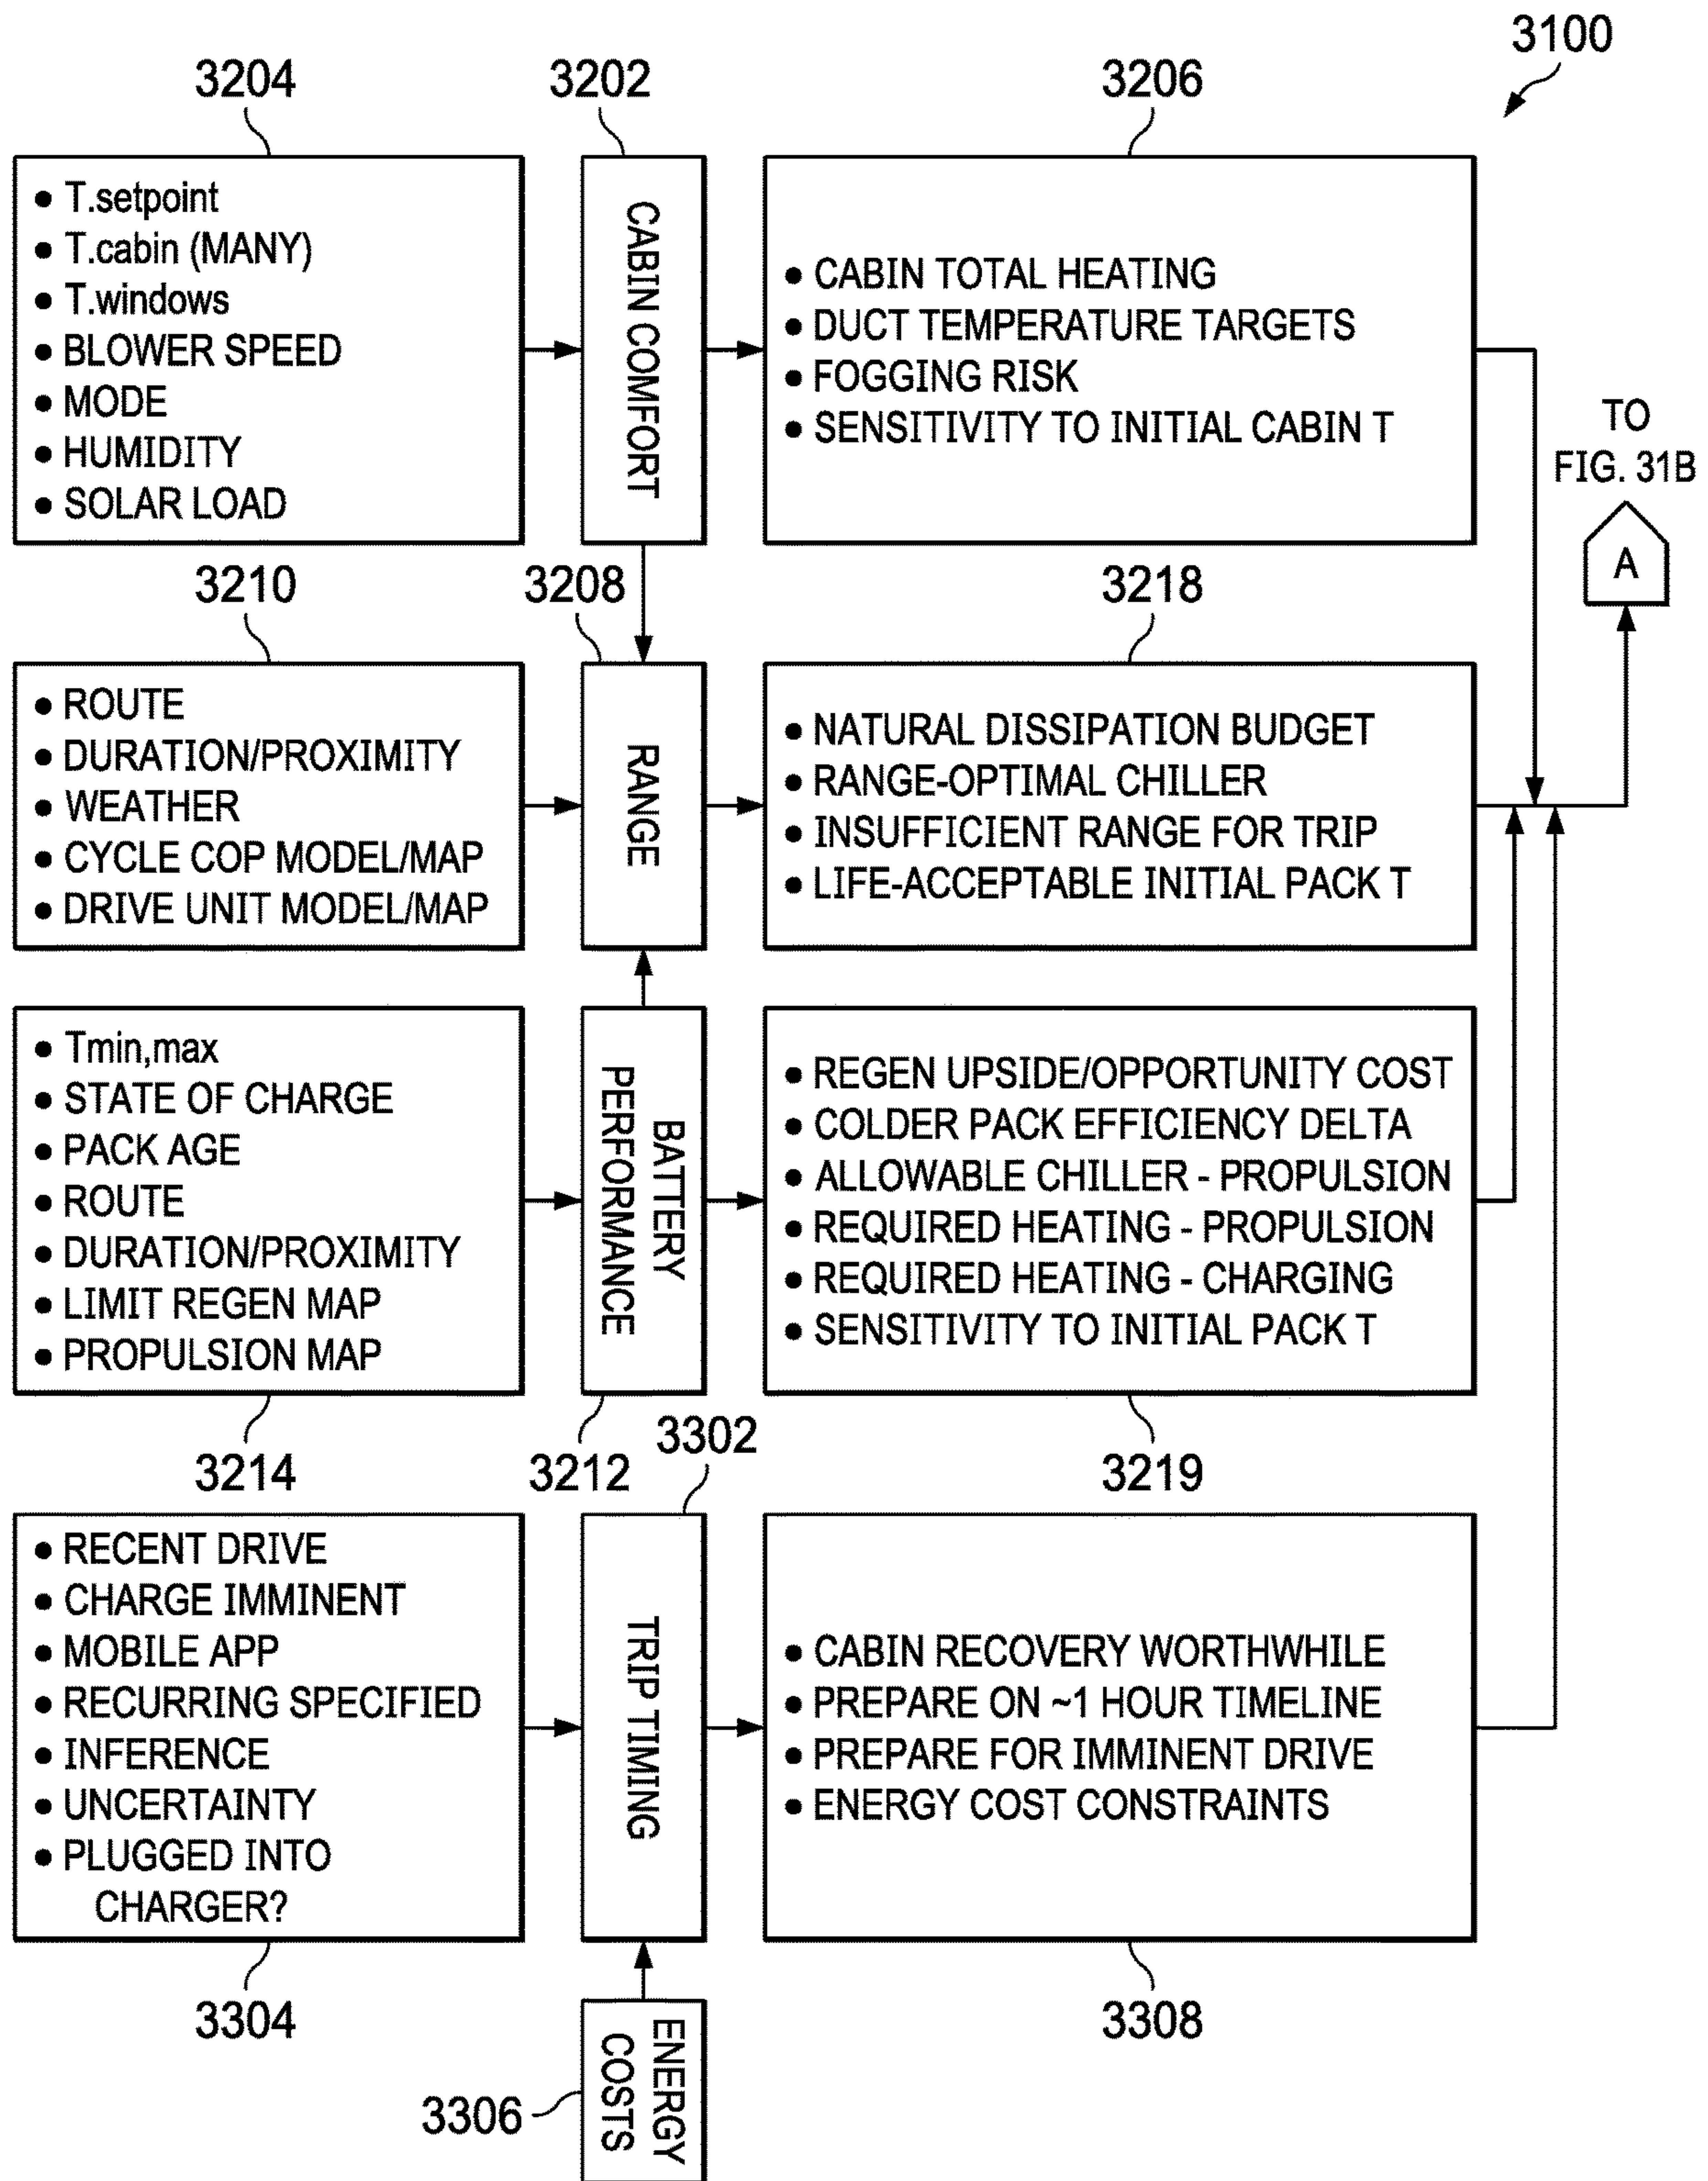 3100
3204
3202
3206
• T.setpoint
• T.cabin (MANY)
• T.windows
• BLOWER SPEED
• MODE
• HUMIDITY
• SOLAR LOAD
CABIN COMFORT
• CABIN TOTAL HEATING
• DUCT TEMPERATURE TARGETS
• FOGGING RISK
• SENSITIVITY TO INITIAL CABIN T
TO
FIG. 31B
A
3210
3208
3218
• ROUTE
• DURATION/PROXIMITY
• WEATHER
• CYCLE COP MODEL/MAP
• DRIVE UNIT MODEL/MAP
RANGE
• NATURAL DISSIPATION BUDGET
• RANGE-OPTIMAL CHILLER
• INSUFFICIENT RANGE FOR TRIP
• LIFE-ACCEPTABLE INITIAL PACK T
• Tmin,max
• STATE OF CHARGE
• PACK AGE
• ROUTE
• DURATION/PROXIMITY
• LIMIT REGEN MAP
• PROPULSION MAP
BATTERY
PERFORMANCE
• REGEN UPSIDE/OPPORTUNITY COST
• COLDER PACK EFFICIENCY DELTA
• ALLOWABLE CHILLER - PROPULSION
• REQUIRED HEATING - PROPULSION
• REQUIRED HEATING - CHARGING
• SENSITIVITY TO INITIAL PACK T
3214
3212
3302
3219
• RECENT DRIVE
• CHARGE IMMINENT
• MOBILE APP
• RECURRING SPECIFIED
• INFERENCE
• UNCERTAINTY
• PLUGGED INTO
CHARGER?
TRIP TIMING
• CABIN RECOVERY WORTHWHILE
• PREPARE ON ~1 HOUR TIMELINE
• PREPARE FOR IMMINENT DRIVE
• ENERGY COST CONSTRAINTS
3304
3308
3306
ENERGY
COSTS